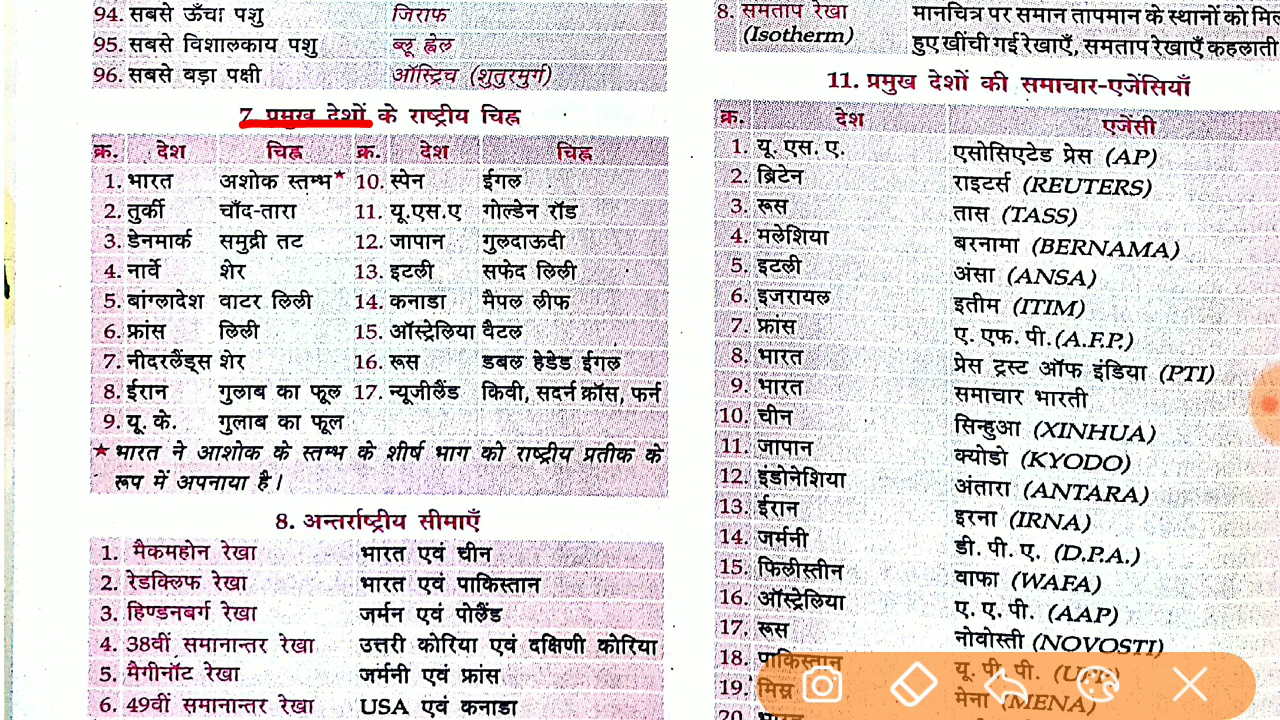 94. सबसे ऊँचा पशु जिराफ
95. सबसे विशालकाय पशु ब्लू ह्वेल
96. सबसे बड़ा पक्षी ऑस्ट्रिच (शुतुरमुर्ग)
7. प्रमुख देशों के राष्ट्रीय चिह्न
क्र. देश चिह्न क्र. देश चिह्न
1. भारत अशोक स्तम्भ* 10. स्पेन ईगल
2. तुर्की चाँद-तारा 11. यू.एस.ए गोल्डेन रॉड
3. डेनमार्क समुद्री तट 12. जापान गुलदाऊदी
4. नार्वे शेर 13. इटली सफेद लिली
5. बांग्लादेश वाटर लिली 14. कनाडा मैपल लीफ
6. फ्रांस लिली 15. ऑस्ट्रेलिया वैटल
7. नीदरलैंड्स शेर 16. रूस डबल हेडेड ईगल
8. ईरान गुलाब का फूल 17. न्यूजीलैंड किवी, सदर्न क्रॉस, फर्न
9. यू. के. गुलाब का फूल
★ भारत ने आशोक के स्तम्भ के शीर्ष भाग को राष्ट्रीय प्रतीक के
रूप में अपनाया है।
8. अन्तर्राष्ट्रीय सीमाएँ
1. मैकमहोन रेखा भारत एवं चीन
2. रेडक्लिफ रेखा भारत एवं पाकिस्तान
3. हिण्डनबर्ग रेखा जर्मन एवं पोलैंड
4. 38वीं समानान्तर रेखा उत्तरी कोरिया एवं दक्षिणी कोरिया
5. मैगीनॉट रेखा जर्मनी एवं फ्रांस
6. 49वीं समानान्तर रेखा USA एवं कनाडा
8. समताप रेखा मानचित्र पर समान तापमान के स्थानों को
(Isotherm) हुए खींची गई रेखाएँ, समताप रेखाएँ कहलाती
11. प्रमुख देशों की समाचार-एजेंसियाँ
क्र. देश एजेंसी
1. यू. एस. ए. एसोसिएटेड प्रेस (AP)
2. ब्रिटेन राइटर्स (REUTERS)
3. रूस तास (TASS)
4. मलेशिया बरनामा (BERNAMA)
5. इटली अंसा (ANSA)
6. इजरायल इतीम (ITIM)
7. फ्रांस ए. एफ. पी. (A.F.P.)
8. भारत प्रेस ट्रस्ट ऑफ इंडिया (PTI)
9. भारत समाचार भारती
10. चीन सिन्हुआ (XINHUA)
11. जापान क्योडो (KYODO)
12. इंडोनेशिया अंतारा (ANTARA)
13. ईरान इरना (IRNA)
14. जर्मनी डी. पी. ए. (D.P.A.)
15. फिलीस्तीन वाफा (WAFA)
16. ऑस्ट्रेलिया ए. ए. पी. (AAP)
17. रूस नोवोस्ती (NOVOSTI)
18. पाकिस्तान यू. पी. पी.
19. मिस्र मेना (MENA)
20. भारत